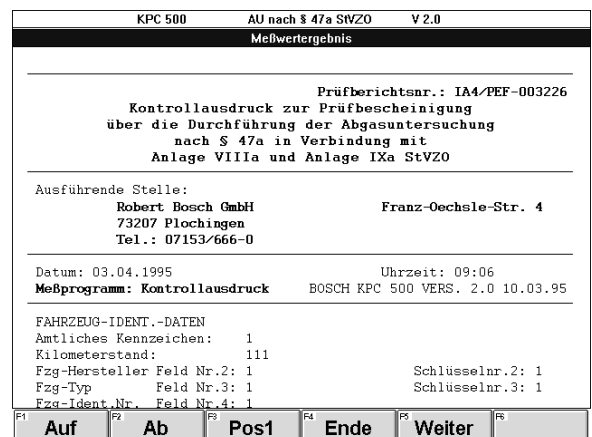 KPC 500 AU nach § 47a StVZO V 2.0
Meßwertergebnis
Prüfberichtsnr.: IA4/PEF-003226
Kontrollausdruck zur Prüfbescheinigung
über die Durchführung der Abgasuntersuchung
nach § 47a in Verbindung mit
Anlage VIIIa und Anlage IXa StVZO
Ausführende Stelle:
Robert Bosch GmbH Franz-Oechsle-Str. 4
73207 Plochingen
Tel.: 07153/666-0
Datum: 03.04.1995 Uhrzeit: 09:06
Meßprogramm: Kontrollausdruck BOSCH KPC 500 VERS. 2.0 10.03.95
FAHRZEUG-IDENT.-DATEN
Amtliches Kennzeichen: 1
Kilometerstand: 111
Fzg-Hersteller Feld Nr.2: 1 Schlüsselnr.2: 1
Fzg-Typ Feld Nr.3: 1 Schlüsselnr.3: 1
Fzg-Ident.Nr. Feld Nr.4: 1
F1 Auf F2 Ab F3 Pos1 F4 Ende F5 Weiter F6